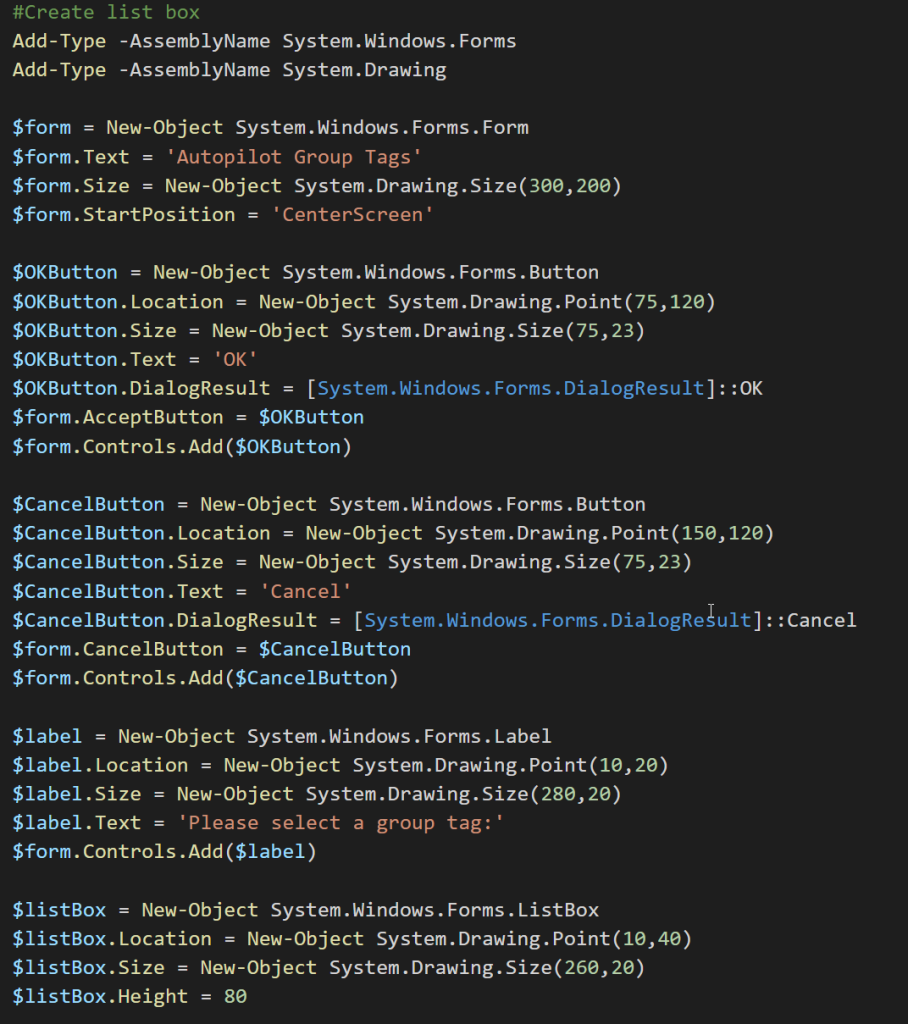 #Create list box
Add-Type -AssemblyName System.Windows.Forms
Add-Type -AssemblyName System.Drawing
$form = New-Object System.Windows.Forms.Form
$form.Text = 'Autopilot Group Tags'
$form.Size = New-Object System.Drawing.Size(300,200)
$form.StartPosition = 'CenterScreen'
$OKButton = New-Object System.Windows.Forms.Button
$OKButton.Location = New-Object System.Drawing.Point(75,120)
$OKButton.Size = New-Object System.Drawing.Size(75,23)
$OKButton.Text = 'OK'
$OKButton.DialogResult = [System.Windows.Forms.DialogResult]::OK
$form.AcceptButton = $OKButton
$form.Controls.Add($OKButton)
$CancelButton = New-Object System.Windows.Forms.Button
$CancelButton.Location = New-Object System.Drawing.Point(150,120)
$CancelButton.Size = New-Object System.Drawing.Size(75,23)
$CancelButton.Text = 'Cancel'
$CancelButton.DialogResult = [System.Windows.Forms.DialogResult]::Cancel
$form.CancelButton = $CancelButton
$form.Controls.Add($CancelButton)
$label = New-Object System.Windows.Forms.Label
$label.Location = New-Object System.Drawing.Point(10,20)
$label.Size = New-Object System.Drawing.Size(280,20)
$label.Text = 'Please select a group tag:'
$form.Controls.Add($label)
$listBox = New-Object System.Windows.Forms.ListBox
$listBox.Location = New-Object System.Drawing.Point(10,40)
$listBox.Size = New-Object System.Drawing.Size(260,20)
$listBox.Height = 80